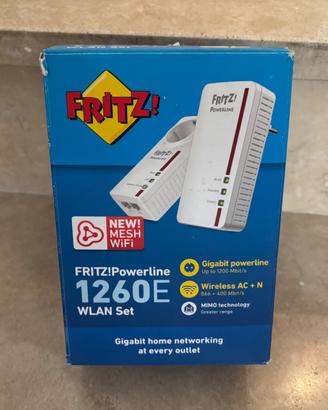 FRITZ!
FRITZ!
POWERLINE
NEW!
MESH
WiFi
FRITZ!Powerline
1260E
WLAN Set
Gigabit powerline
Up to 1200 Mbit/s
Wireless AC + N
866 + 400 Mbit/s
MIMO technology
Greater range
Gigabit home networking
at every outlet